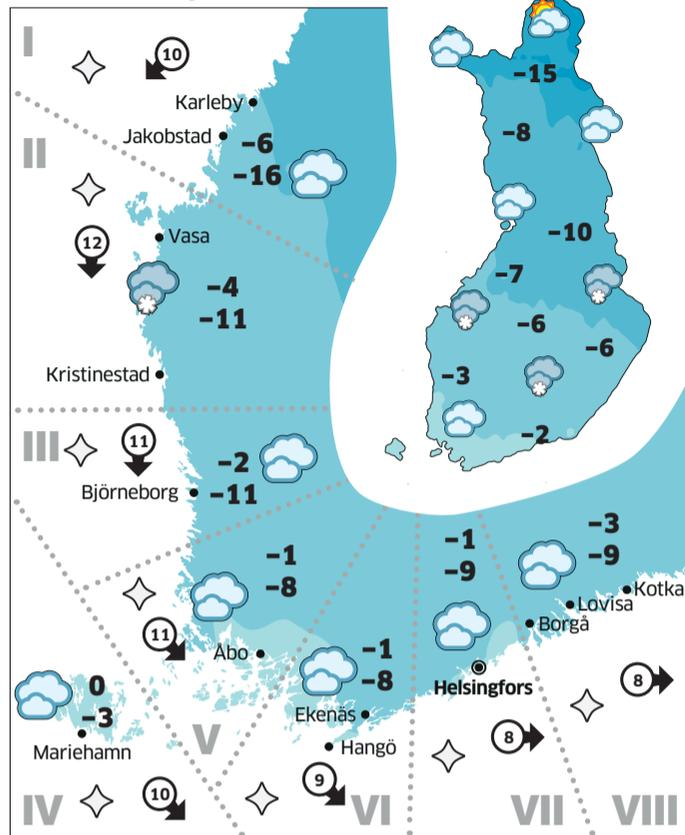 I
10
-15
Karleby
Jakobstad
-6
-8
II
-16
12
Vasa
-10
-7
-4
-11
-6
-6
Kristinestad
-3
III
11
-2
-2
Björneborg
-11
-1
-8
-1
-9
-3
-9
Kotka
Lovisa
Borgå
11
Åbo
-1
-8
0
-3
Helsingfors
8
Ekenäs
Mariehamn
V
Hangö
8
IV
10
9
VI
VII
VIII